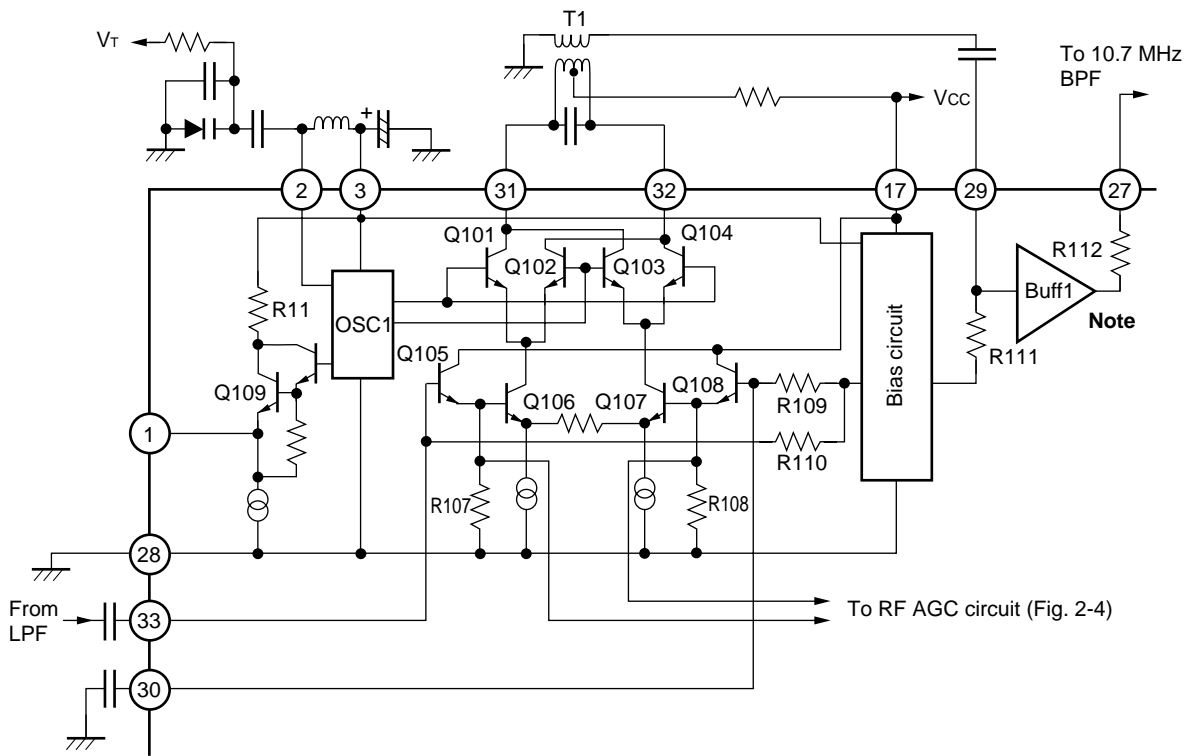 T1
VT
To 10.7 MHz
BPF
VCC
+
2
3
31
32
17
29
27
Q101
Q102
Q103
Q104
R112
R11
OSC1
Buff1
Note
Q105
R111
Bias circuit
Q109
Q106
Q107
Q108
R109
1
R110
R107
R108
28
From
LPF
33
To RF AGC circuit (Fig. 2-4)
30